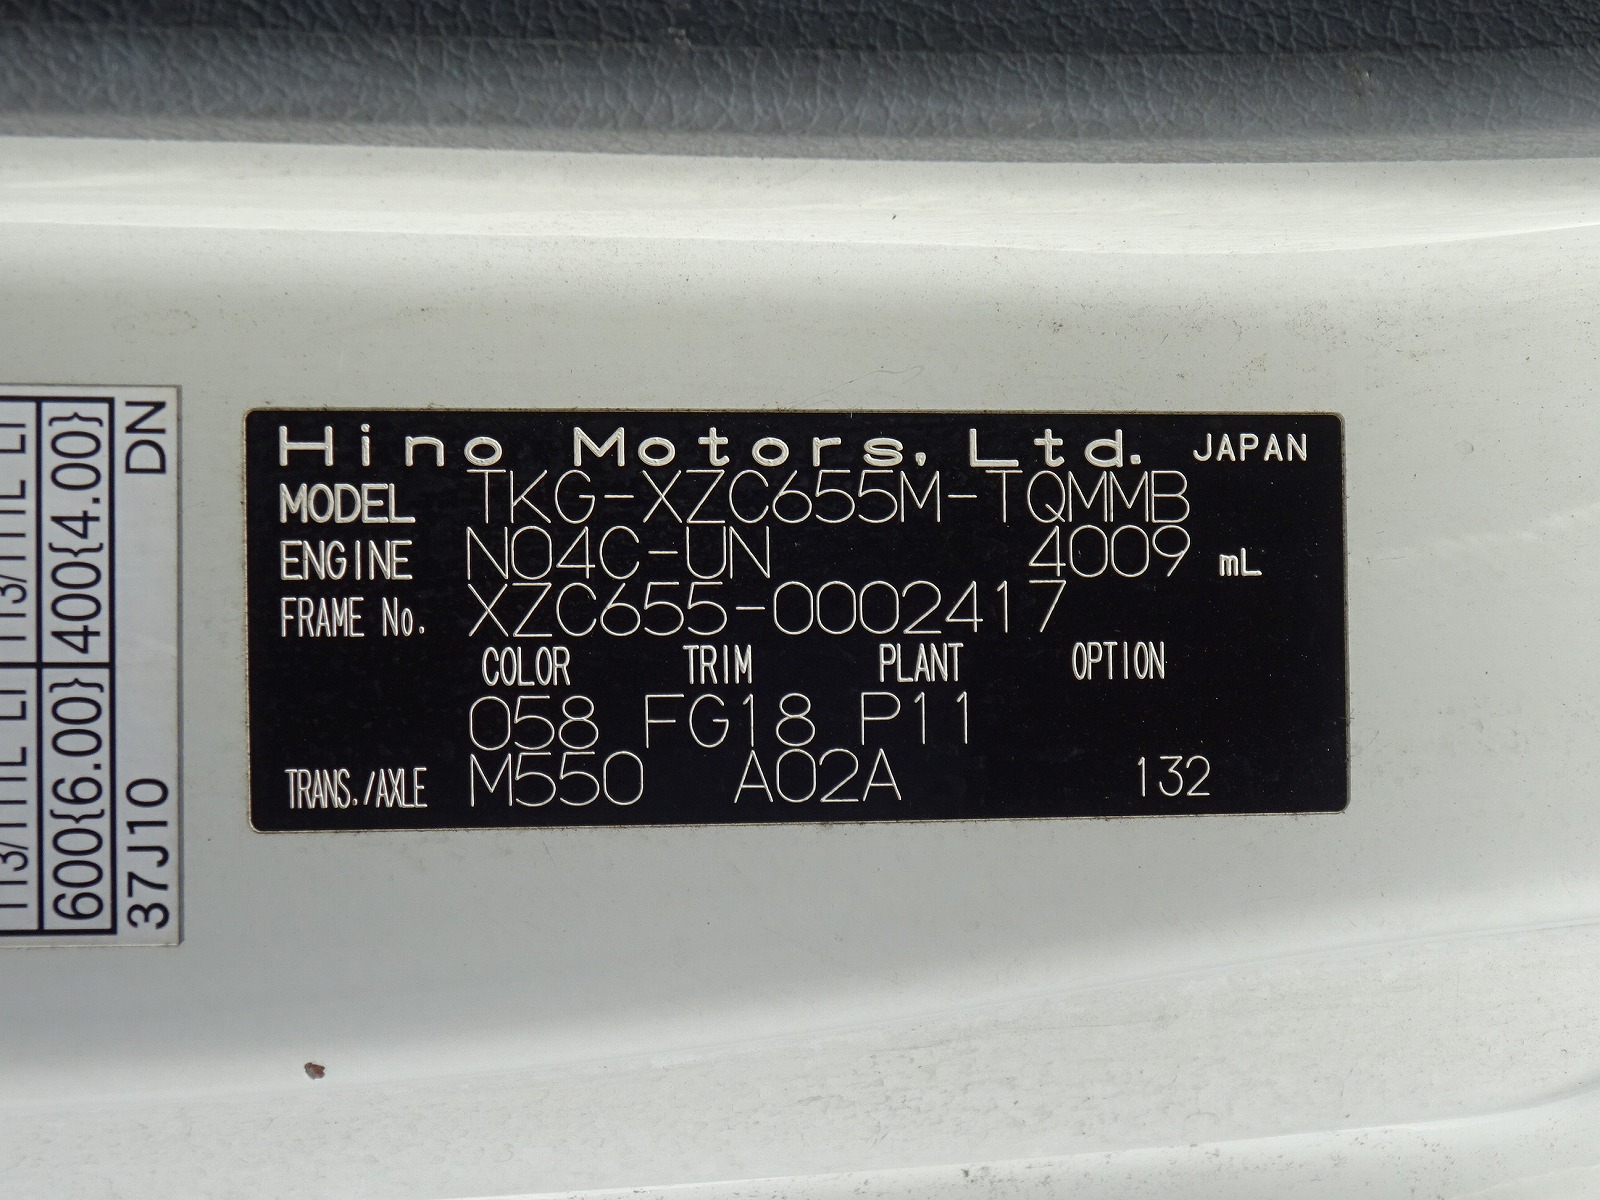 Hino Motors, Ltd. JAPAN
MODEL TKG-XZC655M-TQMMB
ENGINE N04C-UN 4009 mL
FRAME No. XZC655-0002417
COLOR TRIM PLANT OPTION
058 FG18 P11
TRANS./AXLE M550 A02A 132
600{6.00} 400{4.00}
37J10 DN